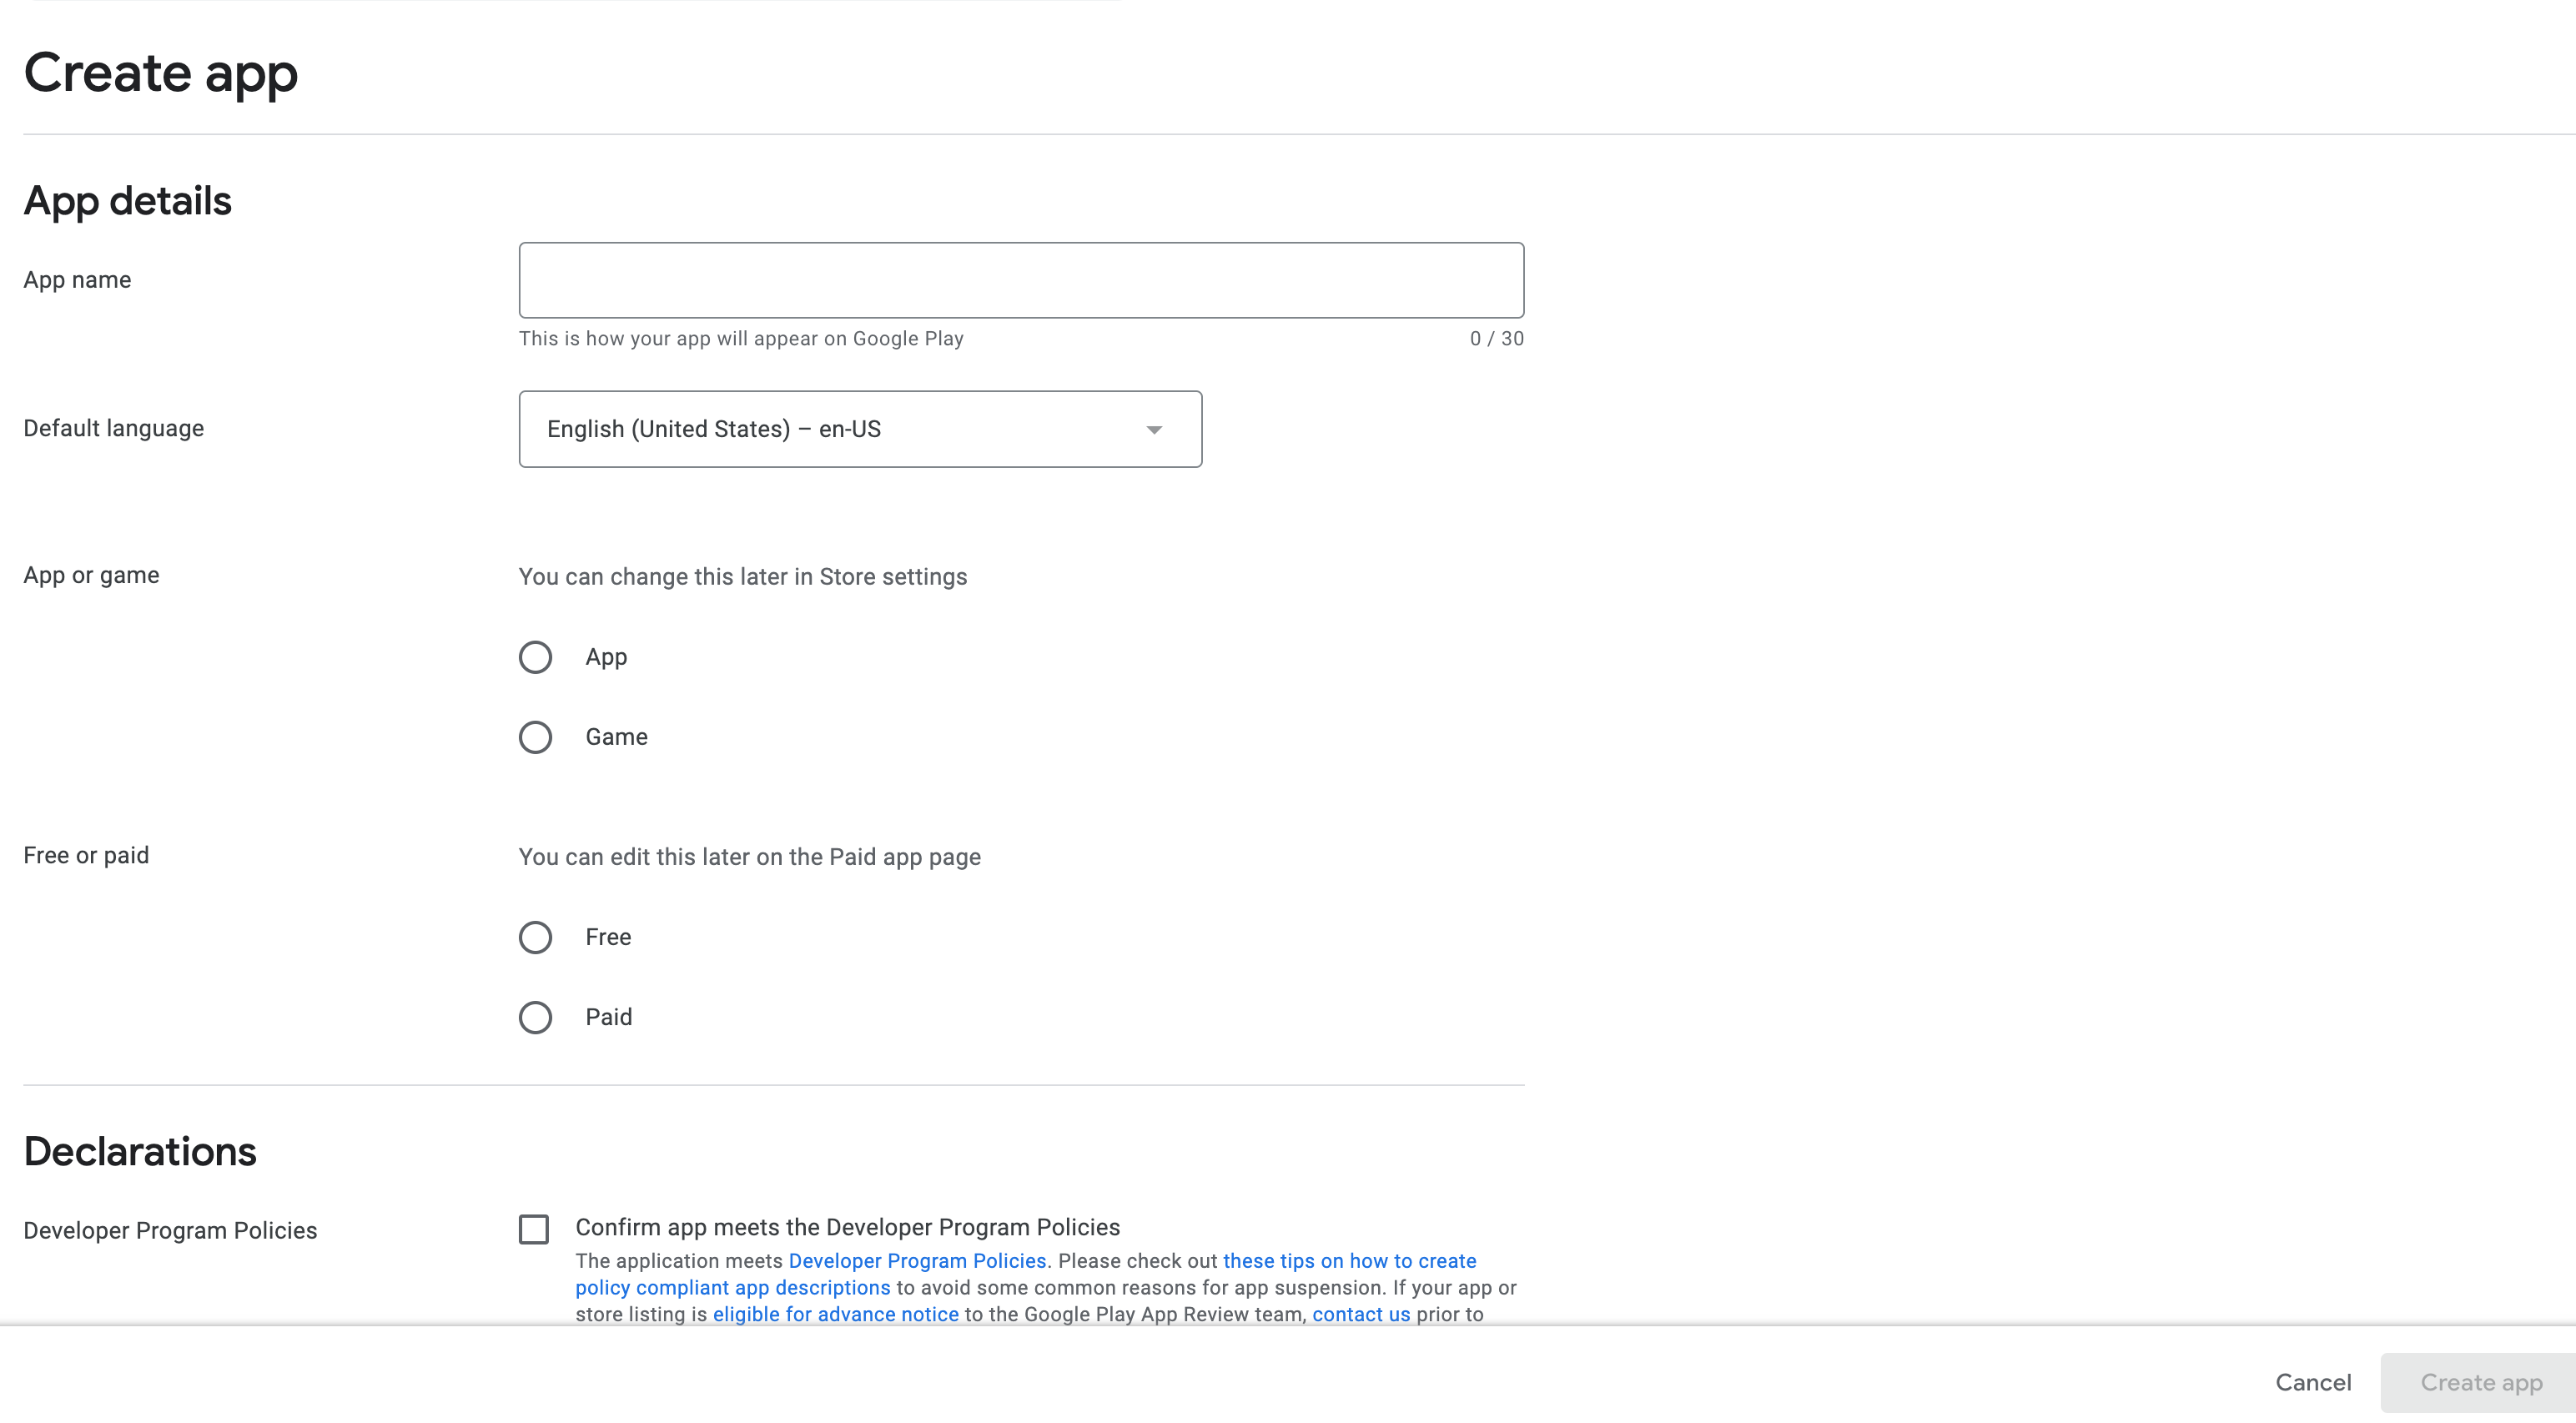 Create app
App details
App name
This is how your app will appear on Google Play
0 / 30
Default language
English (United States) – en-US
App or game
You can change this later in Store settings
App
Game
Free or paid
You can edit this later on the Paid app page
Free
Paid
Declarations
Developer Program Policies
Confirm app meets the Developer Program Policies
The application meets Developer Program Policies. Please check out these tips on how to create
policy compliant app descriptions to avoid some common reasons for app suspension. If your app or
store listing is eligible for advance notice to the Google Play App Review team, contact us prior to
Cancel
Create app